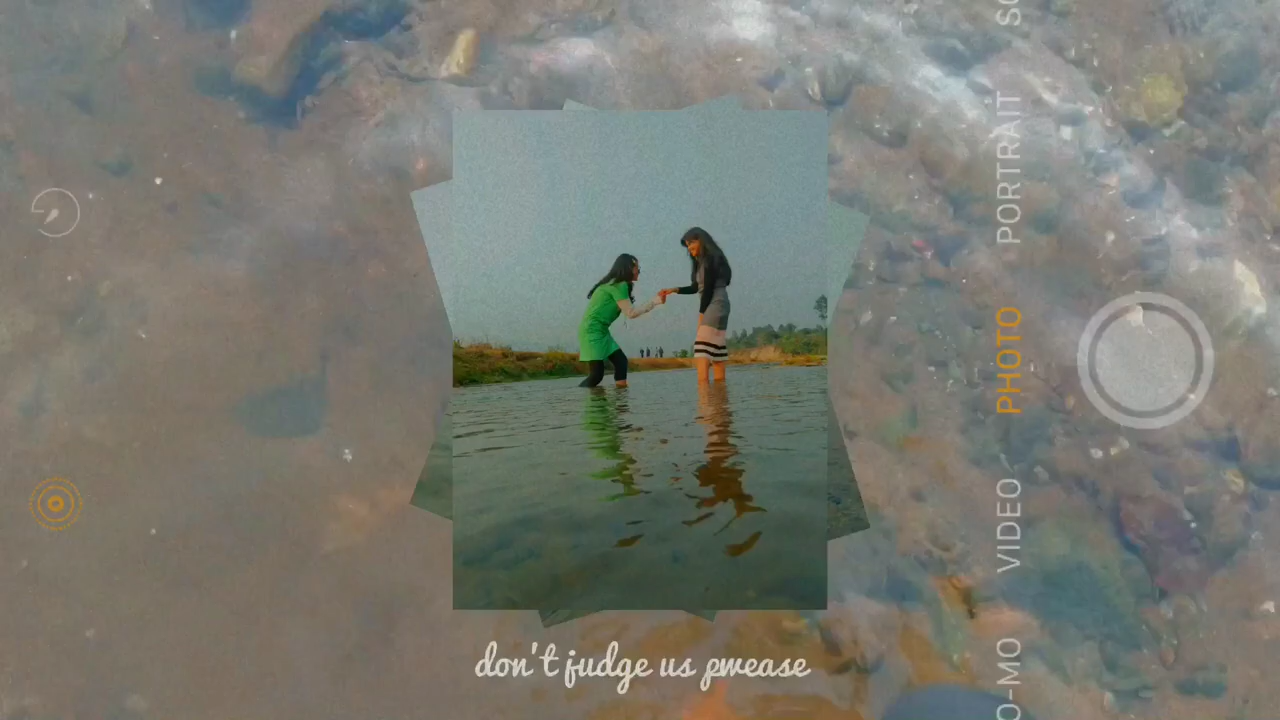 SO
PORTRAIT
PHOTO
VIDEO
O-MO
don't judge us pwease